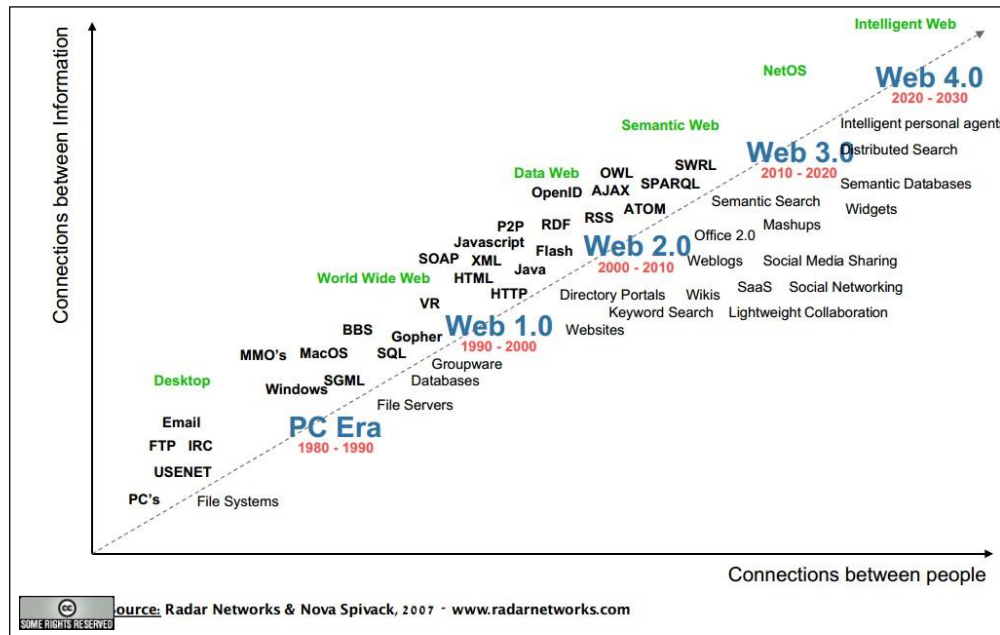 Intelligent Web
NetOS
Web 4.0
2020 - 2030
Semantic Web
Intelligent personal agents
Web 3.0
Distributed Search
2010 - 2020
Data Web
OWL
SWRL
OpenID
AJAX
SPARQL
Semantic Databases
Semantic Search
Widgets
P2P
RDF
RSS
ATOM
Mashups
Javascript
Flash
Web 2.0
Office 2.0
2000 - 2010
SOAP
XML
Java
Weblogs
Social Media Sharing
World Wide Web
HTML
HTTP
Directory Portals
Wikis
SaaS
Social Networking
VR
Keyword Search
Lightweight Collaboration
BBS
Gopher
Web 1.0
1990 - 2000
Websites
MMO's
MacOS
SQL
Groupware
Desktop
Windows
SGML
Databases
File Servers
Email
PC Era
1980 - 1990
FTP
IRC
USENET
PC's
File Systems
Connections between Information
Connections between people
cc
SOME RIGHTS RESERVED
ource: Radar Networks & Nova Spivack, 2007 - www.radarnetworks.com